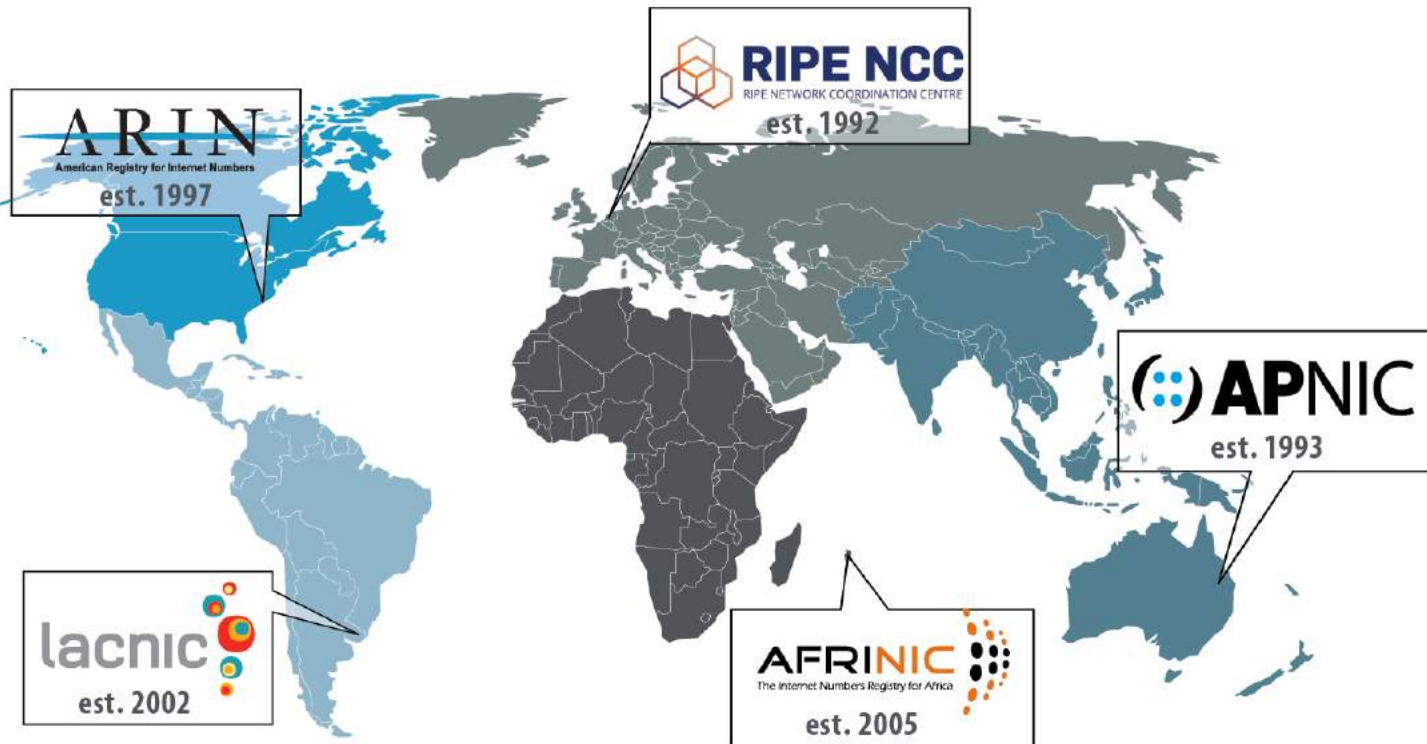 RIPE NCC
RIPE NETWORK COORDINATION CENTRE
est. 1992
ARIN
American Registry for Internet Numbers
est. 1997
APNIC
est. 1993
lacnic
est. 2002
AFRINIC
The Internet Numbers Registry for Africa
est. 2005